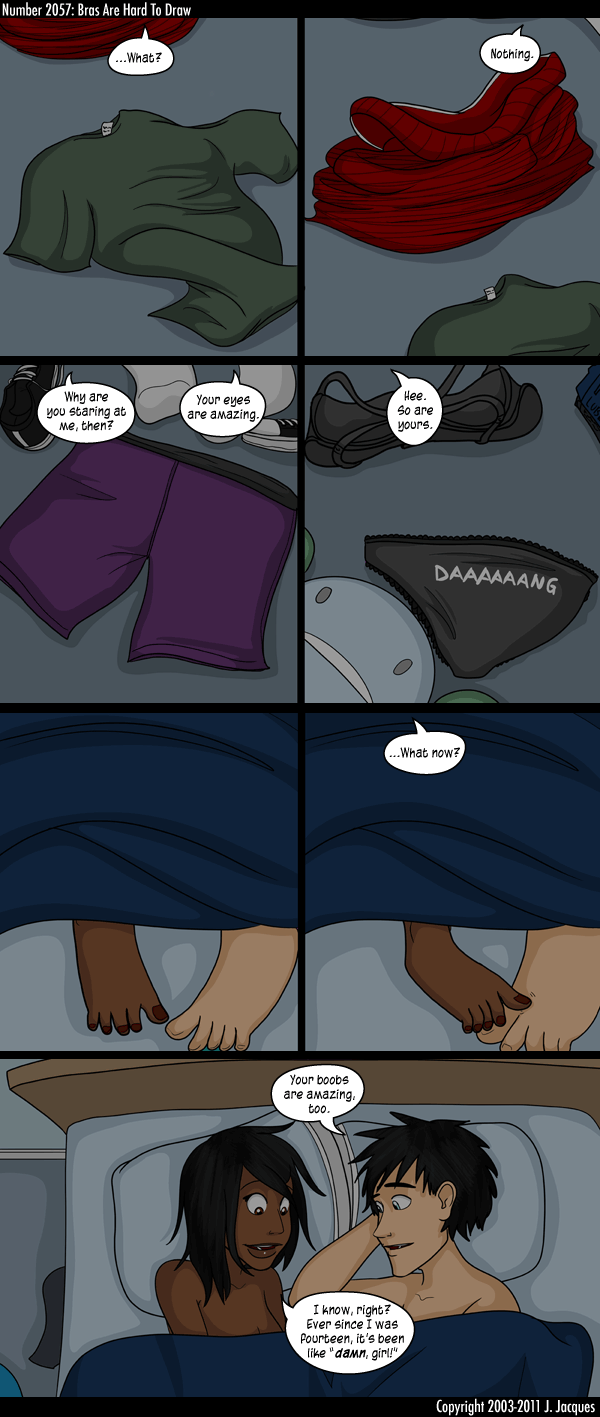 Number 2057: Bras Are Hard To Draw
...What?
Nothing.
Why are
you staring at
me, then?
Your eyes
are amazing.
Hee.
So are
yours.
DAAAAAANG
...What now?
Your boobs
are amazing,
too.
I know, right?
Ever since I was
fourteen, it's been
like "damn, girl!"
Copyright 2003-2011 J. Jacques